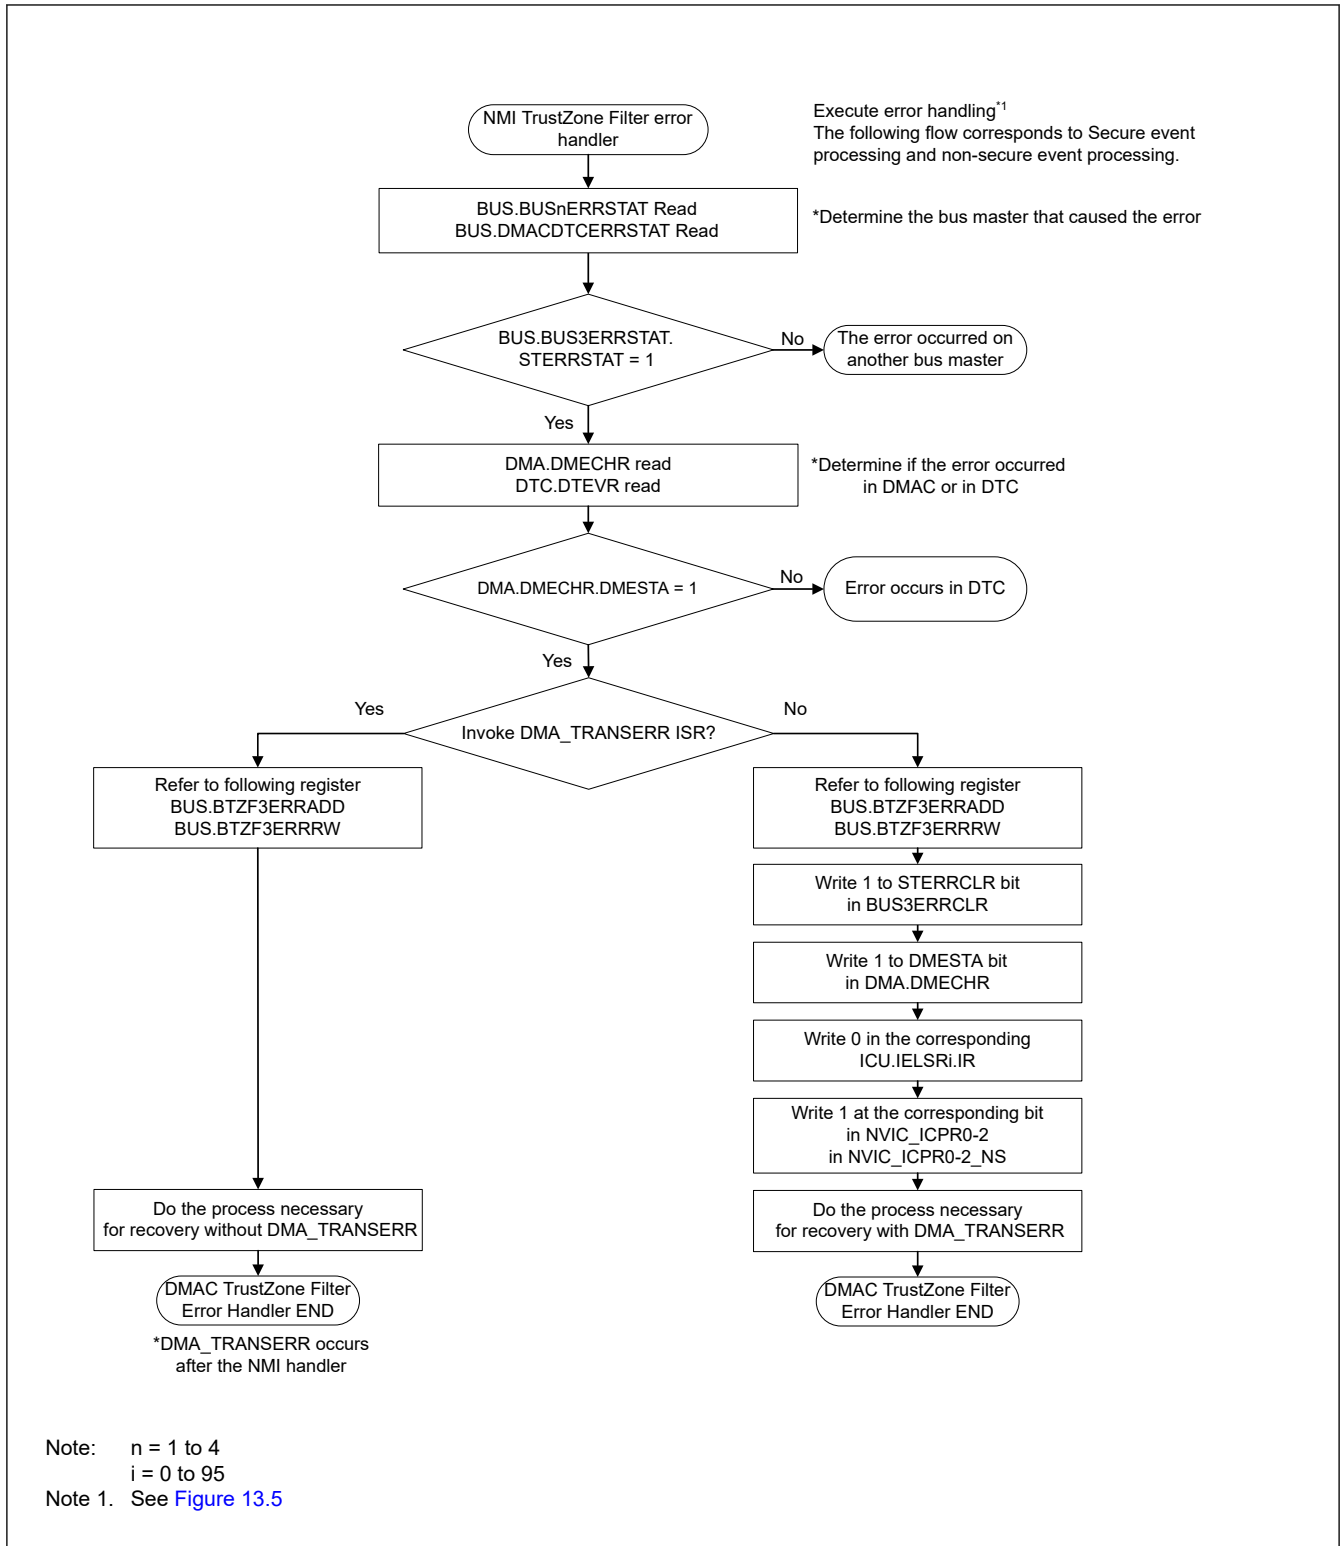 NMI TrustZone Filter error
handler
Execute error handling*1
The following flow corresponds to Secure event
processing and non-secure event processing.
BUS.BUSnERRSTAT Read
BUS.DMACDTCERRSTAT Read
*Determine the bus master that caused the error
BUS.BUS3ERRSTAT.
STERRSTAT = 1
No
The error occurred on
another bus master
Yes
DMA.DMECHR read
DTC.DTEVR read
*Determine if the error occurred
in DMAC or in DTC
DMA.DMECHR.DMESTA = 1
No
Error occurs in DTC
Yes
Invoke DMA_TRANSERR ISR?
Yes
No
Refer to following register
BUS.BTZF3ERRADD
BUS.BTZF3ERRRW
Refer to following register
BUS.BTZF3ERRADD
BUS.BTZF3ERRRW
Write 1 to STERRCLR bit
in BUS3ERRCLR
Write 1 to DMESTA bit
in DMA.DMECHR
Write 0 in the corresponding
ICU.IELSRi.IR
Write 1 at the corresponding bit
in NVIC_ICPR0-2
in NVIC_ICPR0-2_NS
Do the process necessary
for recovery without DMA_TRANSERR
Do the process necessary
for recovery with DMA_TRANSERR
DMAC TrustZone Filter
Error Handler END
DMAC TrustZone Filter
Error Handler END
*DMA_TRANSERR occurs
after the NMI handler
Note: n = 1 to 4
i = 0 to 95
Note 1. See Figure 13.5